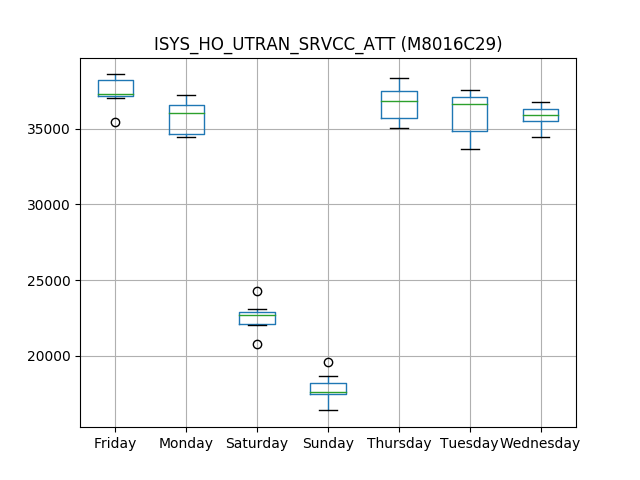 ISYS_HO_UTRAN_SRVCC_ATT (M8016C29)
35000
30000
25000
20000
Friday Monday Saturday Sunday Thursday Tuesday Wednesday